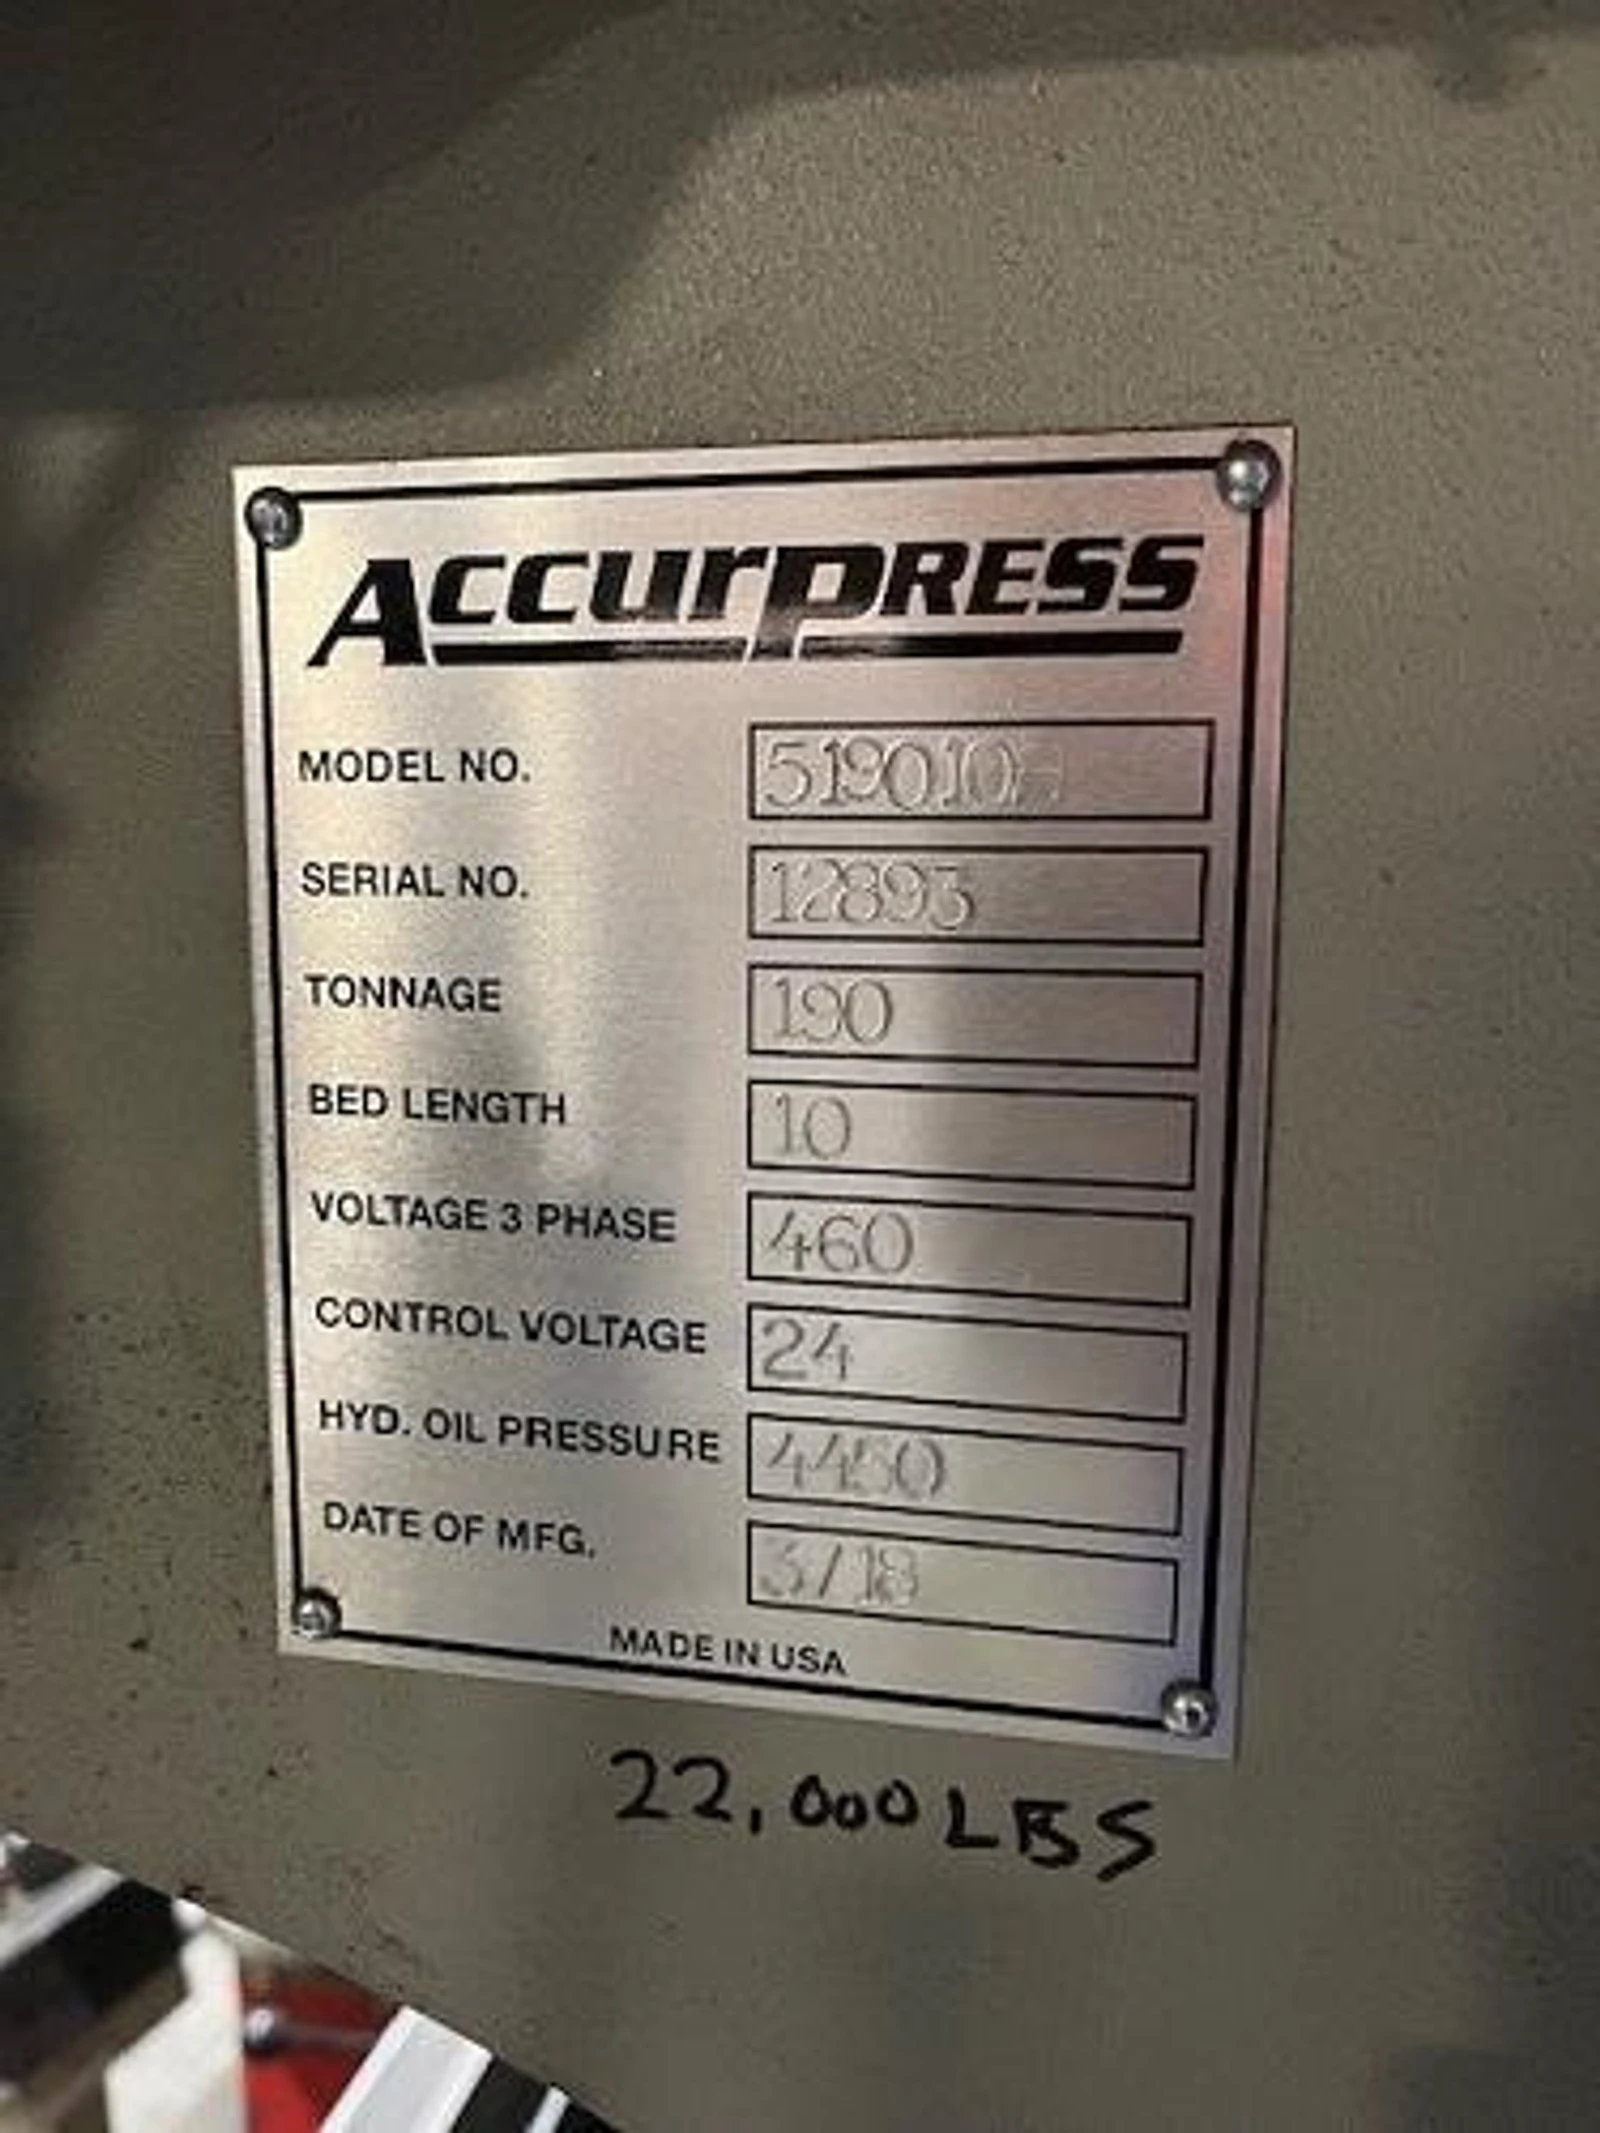 ACCURPRESS
MODEL NO. 519010
SERIAL NO. 12893
TONNAGE 190
BED LENGTH 10
VOLTAGE 3 PHASE 460
CONTROL VOLTAGE 24
HYD. OIL PRESSURE 4450
DATE OF MFG. 3/18
MADE IN USA
22,000 LBS